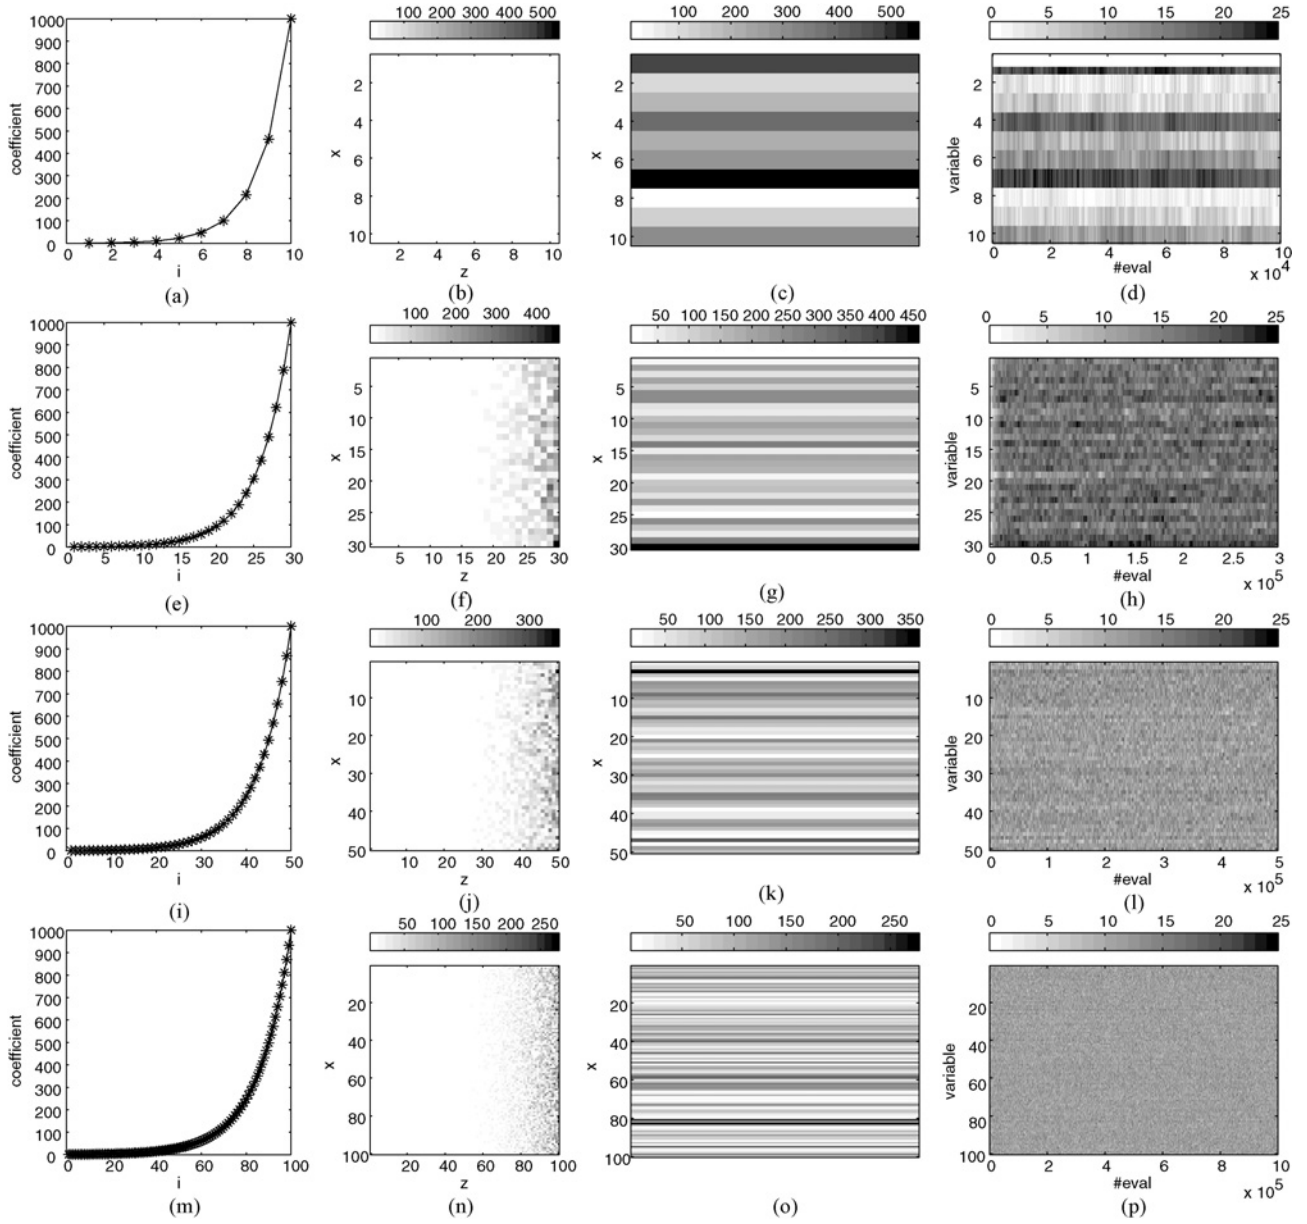 1000
900
800
700
600
500
400
300
200
100
0
coefficient
0 2 4 6 8 10
i
(a)
100 200 300 400 500
x
2
4
6
8
10
2 4 6 8 10
z
(b)
100 200 300 400 500
x
2
4
6
8
10
(c)
0 5 10 15 20 25
variable
2
4
6
8
10
0 2 4 6 8 10
#eval
x 10^4
(d)
1000
900
800
700
600
500
400
300
200
100
0
coefficient
0 5 10 15 20 25 30
i
(e)
100 200 300 400
x
5
10
15
20
25
30
5 10 15 20 25 30
z
(f)
50 100 150 200 250 300 350 400 450
x
5
10
15
20
25
30
(g)
0 5 10 15 20 25
variable
5
10
15
20
25
30
0 0.5 1 1.5 2 2.5 3
#eval
x 10^5
(h)
1000
900
800
700
600
500
400
300
200
100
0
coefficient
0 10 20 30 40 50
i
(i)
100 200 300
x
10
20
30
40
50
0 10 20 30 40 50
z
(j)
50 100 150 200 250 300 350
x
10
20
30
40
50
(k)
0 5 10 15 20 25
variable
10
20
30
40
50
0 1 2 3 4 5
#eval
x 10^5
(l)
1000
900
800
700
600
500
400
300
200
100
0
coefficient
0 20 40 60 80 100
i
(m)
50 100 150 200 250
x
20
40
60
80
100
20 40 60 80 100
z
(n)
50 100 150 200 250
x
20
40
60
80
100
(o)
0 5 10 15 20 25
variable
20
40
60
80
100
0 2 4 6 8 10
#eval
x 10^5
(p)